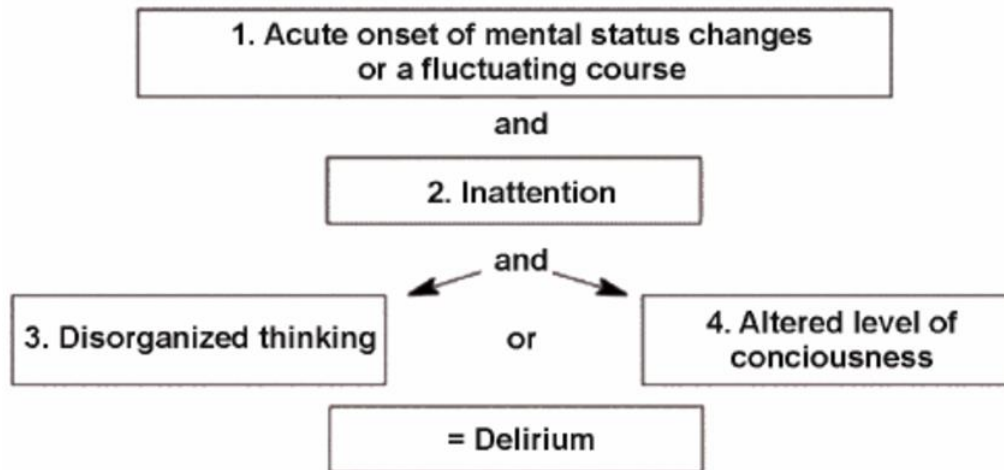 1. Acute onset of mental status changes
or a fluctuating course
and
2. Inattention
and
3. Disorganized thinking
or
4. Altered level of
conciousness
= Delirium